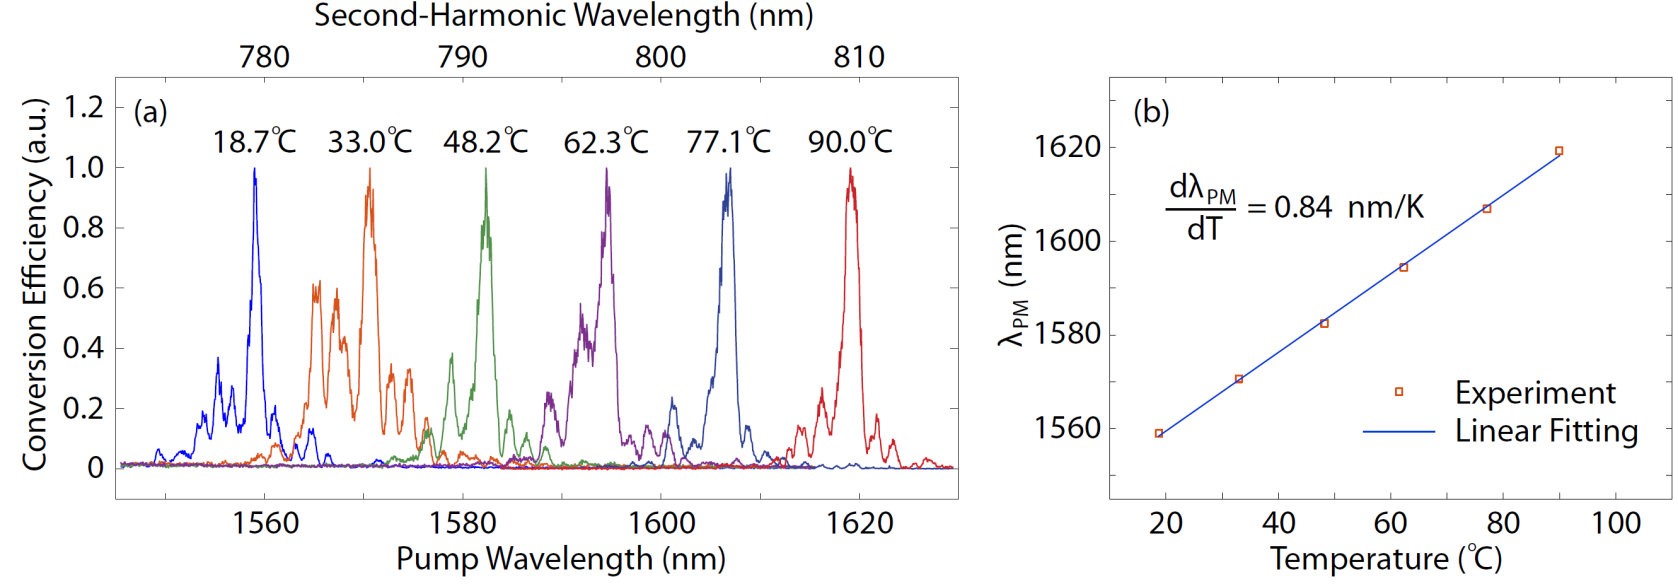 Second-Harmonic Wavelength (nm)
780 790 800 810
Conversion Efficiency (a.u.)
1.2
1.0
0.8
0.6
0.4
0.2
0
(a)
18.7℃ 33.0℃ 48.2℃ 62.3℃ 77.1℃ 90.0℃
1560 1580 1600 1620
Pump Wavelength (nm)
(b)
λPM (nm)
1620
1600
1580
1560
dλPM
dT
= 0.84 nm/K
Experiment
Linear Fitting
20 40 60 80 100
Temperature (℃)